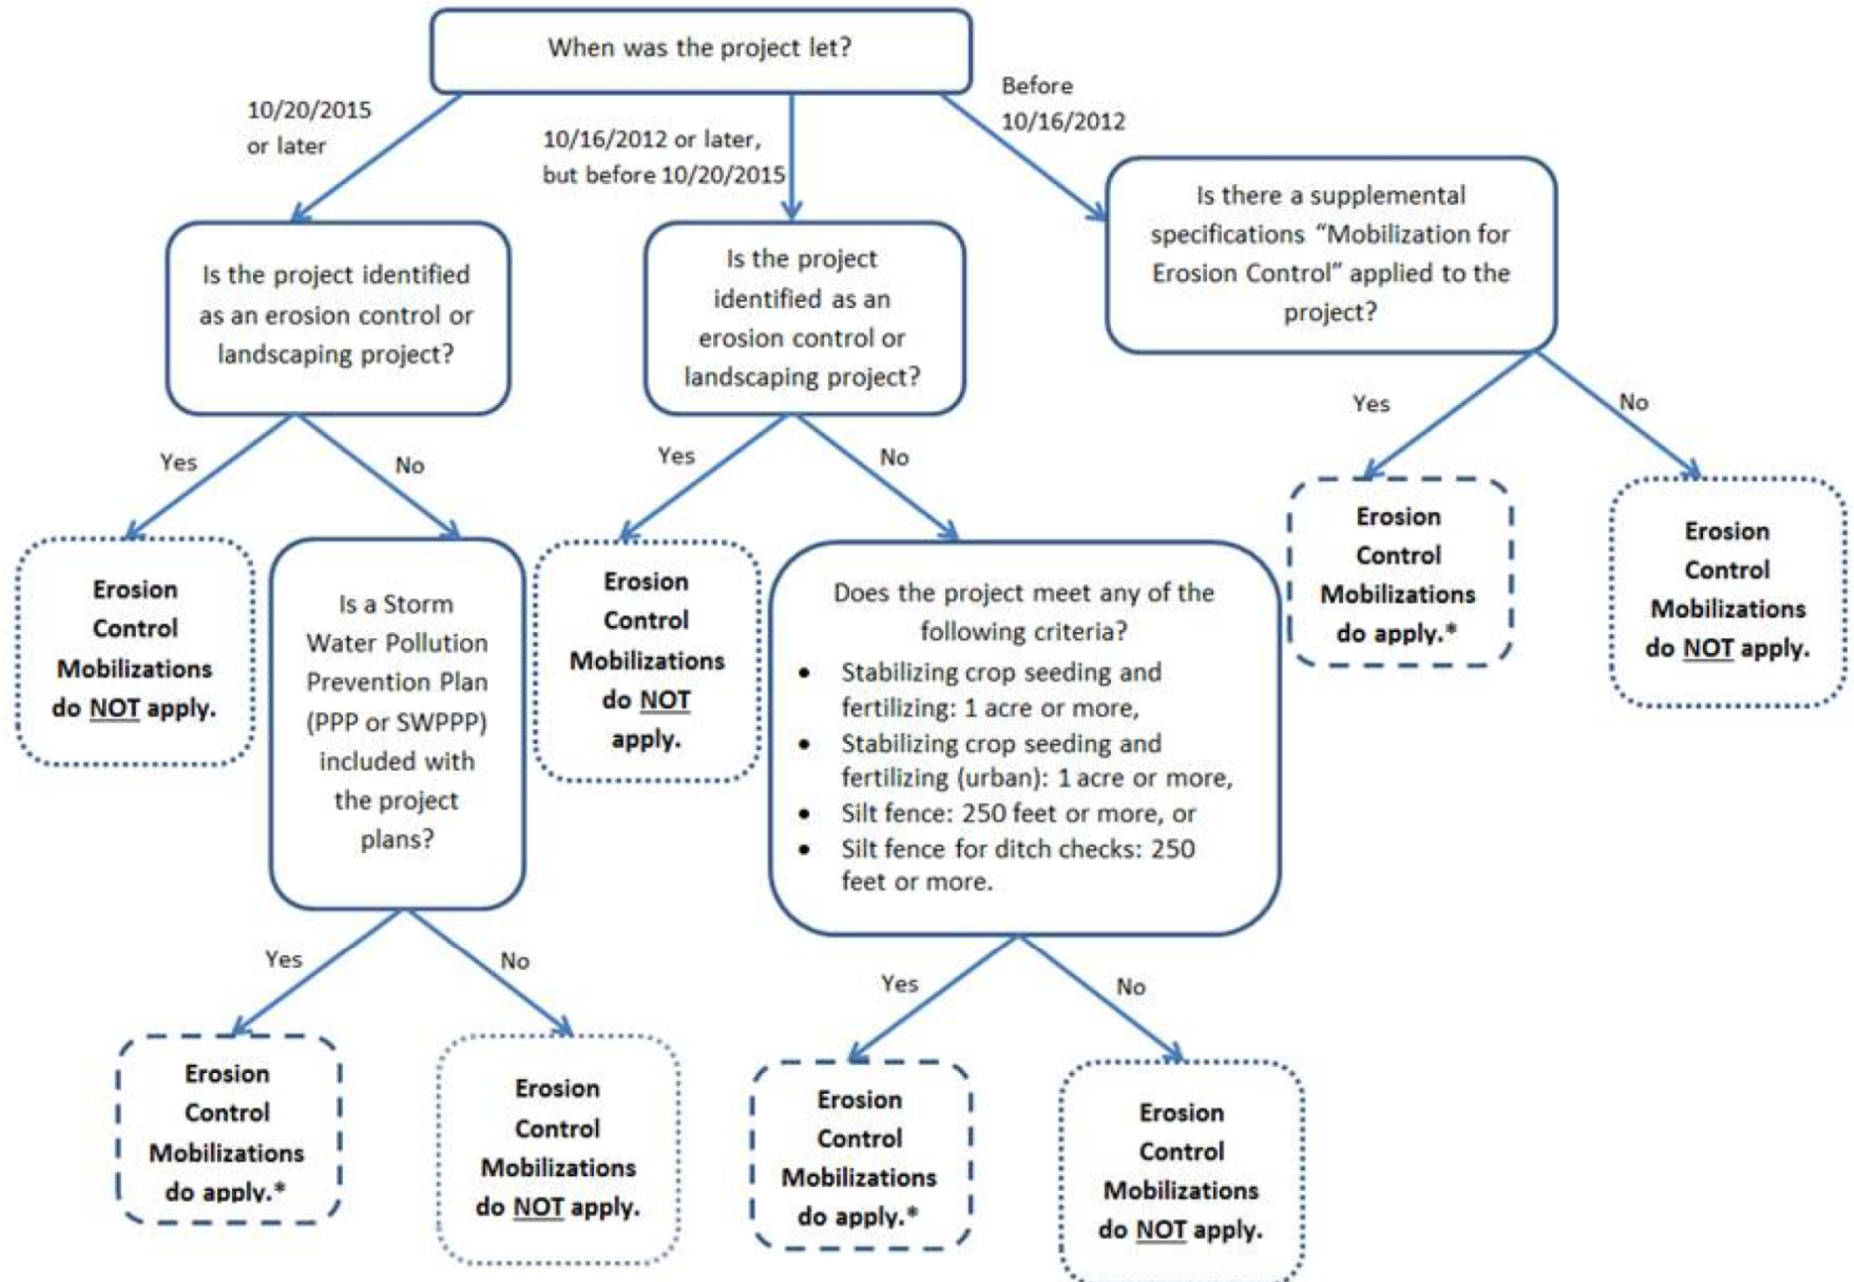 When was the project let?
10/20/2015
or later
10/16/2012 or later,
but before 10/20/2015
Before
10/16/2012
Is the project identified
as an erosion control or
landscaping project?
Is the project
identified as an
erosion control or
landscaping project?
Is there a supplemental
specifications “Mobilization for
Erosion Control” applied to the
project?
Yes
No
Yes
No
Yes
No
Erosion
Control
Mobilizations
do NOT apply.
Is a Storm
Water Pollution
Prevention Plan
(PPP or SWPPP)
included with
the project
plans?
Erosion
Control
Mobilizations
do NOT
apply.
Does the project meet any of the
following criteria?
• Stabilizing crop seeding and
fertilizing: 1 acre or more,
• Stabilizing crop seeding and
fertilizing (urban): 1 acre or more,
• Silt fence: 250 feet or more, or
• Silt fence for ditch checks: 250
feet or more.
Erosion
Control
Mobilizations
do apply.*
Erosion
Control
Mobilizations
do NOT apply.
Yes
No
Yes
No
Erosion
Control
Mobilizations
do apply.*
Erosion
Control
Mobilizations
do NOT apply.
Erosion
Control
Mobilizations
do apply.*
Erosion
Control
Mobilizations
do NOT apply.